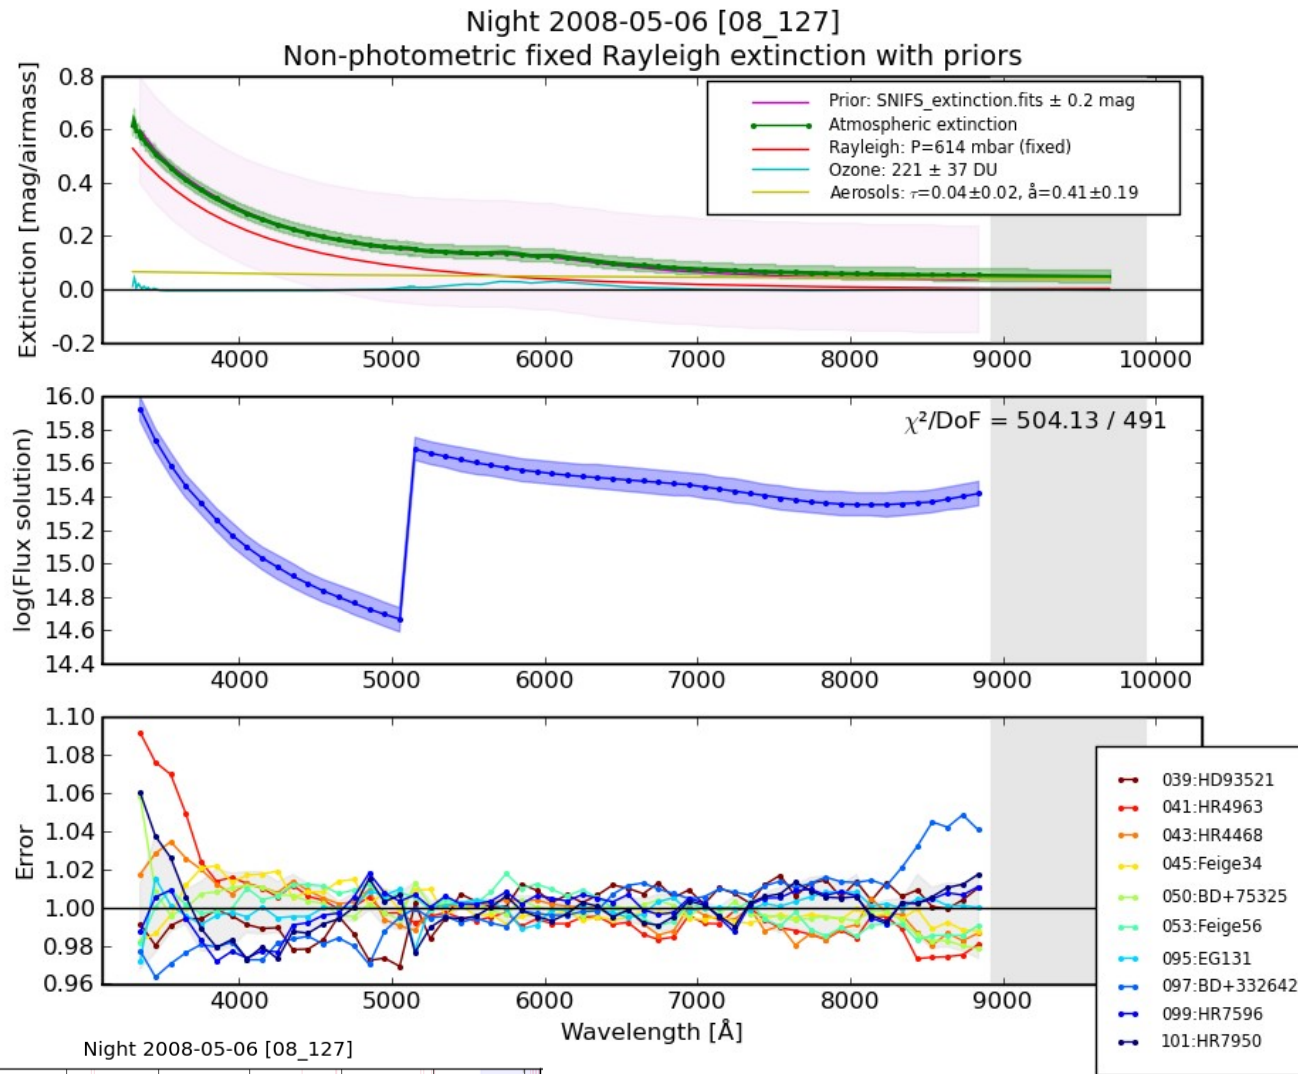 Night 2008-05-06 [08_127]
Non-photometric fixed Rayleigh extinction with priors
Extinction [mag/airmass]
0.8
0.6
0.4
0.2
0.0
-0.2
Prior: SNIFS_extinction.fits ± 0.2 mag
Atmospheric extinction
Rayleigh: P=614 mbar (fixed)
Ozone: 221 ± 37 DU
Aerosols: τ=0.04±0.02, å=0.41±0.19
4000 5000 6000 7000 8000 9000 10000
log(Flux solution)
16.0
15.8
15.6
15.4
15.2
15.0
14.8
14.6
14.4
χ²/DoF = 504.13 / 491
4000 5000 6000 7000 8000 9000 10000
Error
1.10
1.08
1.06
1.04
1.02
1.00
0.98
0.96
039:HD93521
041:HR4963
043:HR4468
045:Feige34
050:BD+75325
053:Feige56
095:EG131
097:BD+332642
099:HR7596
101:HR7950
4000 5000 6000 7000 8000 9000
Wavelength [Å]
Night 2008-05-06 [08_127]